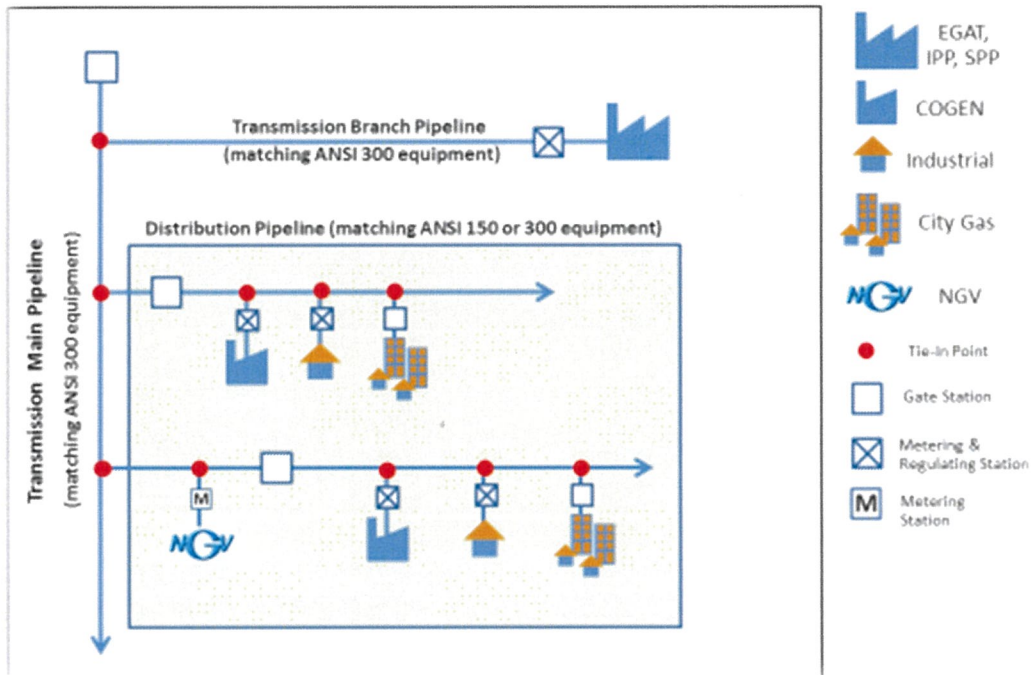 Transmission Branch Pipeline
(matching ANSI 300 equipment)
Distribution Pipeline (matching ANSI 150 or 300 equipment)
Transmission Main Pipeline
(matching ANSI 300 equipment)
M
NGV
EGAT,
IPP, SPP
COGEN
Industrial
City Gas
NGV NGV
Tie-In Point
Gate Station
Metering &
Regulating Station
M
Metering
Station